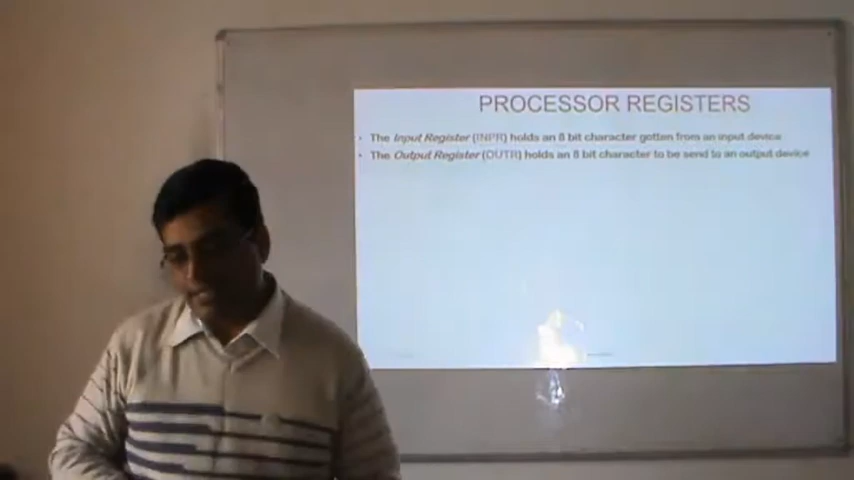 PROCESSOR REGISTERS
• The Input Register (INPR) holds an 8 bit character gotten from an input device
• The Output Register (OUTR) holds an 8 bit character to be send to an output device